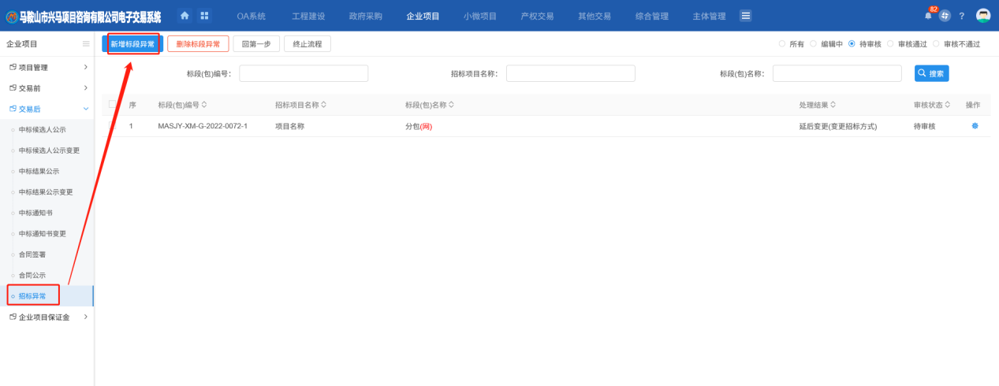 马鞍山市兴马项目咨询有限公司电子交易系统 OA系统 工程建设 政府采购 企业项目 小微项目 产权交易 其他交易 综合管理 主体管理 82 ?
企业项目 新增标段异常 删除标段异常 回第一步 终止流程 所有 编辑中 待审核 审核通过 审核不通过
项目管理
标段(包)编号: 招标项目名称: 标段(包)名称: 搜索
交易前
交易后
序 标段(包)编号 招标项目名称 标段(包)名称 处理结果 审核状态 操作
1 MASJY-XM-G-2022-0072-1 项目名称 分包(网) 延后变更(变更招标方式) 待审核
中标候选人公示
中标候选人公示变更
中标结果公示
中标结果公示变更
中标通知书
中标通知书变更
合同签署
合同公示
招标异常
企业项目保证金